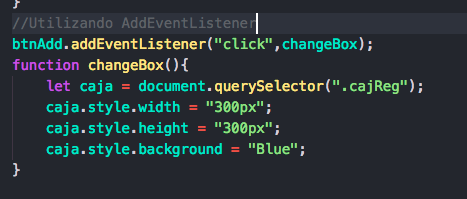 }
//Utilizando AddEventListener
btnAdd.addEventListener("click",changeBox);
function changeBox(){
let caja = document.querySelector(".cajReg");
caja.style.width = "300px";
caja.style.height = "300px";
caja.style.background = "Blue";
}